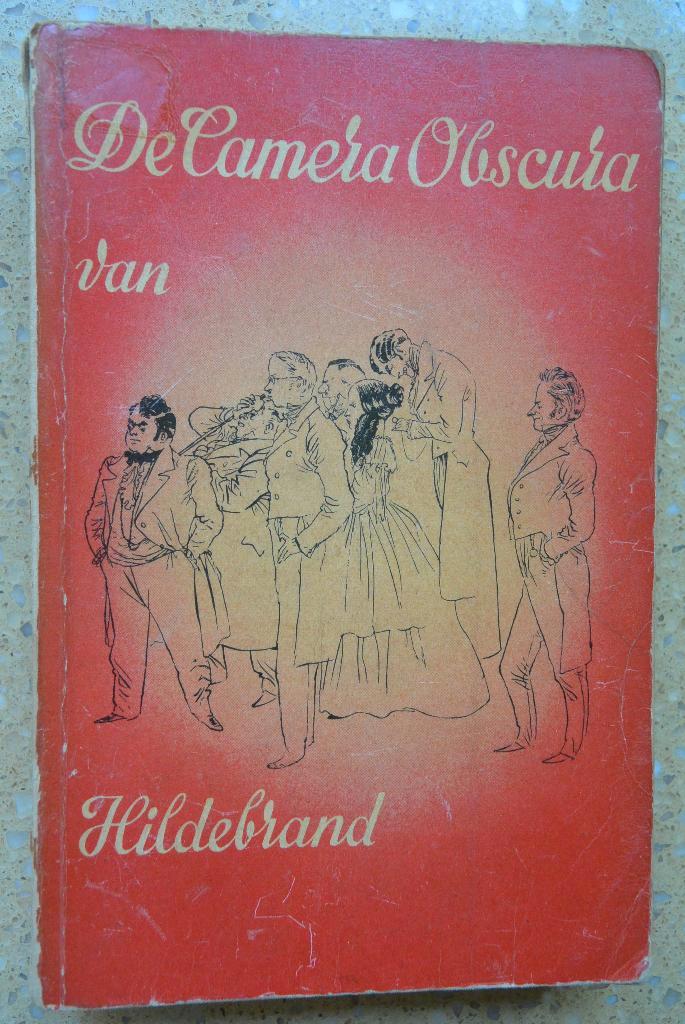 De Camera Obscura
van
Hildebrand